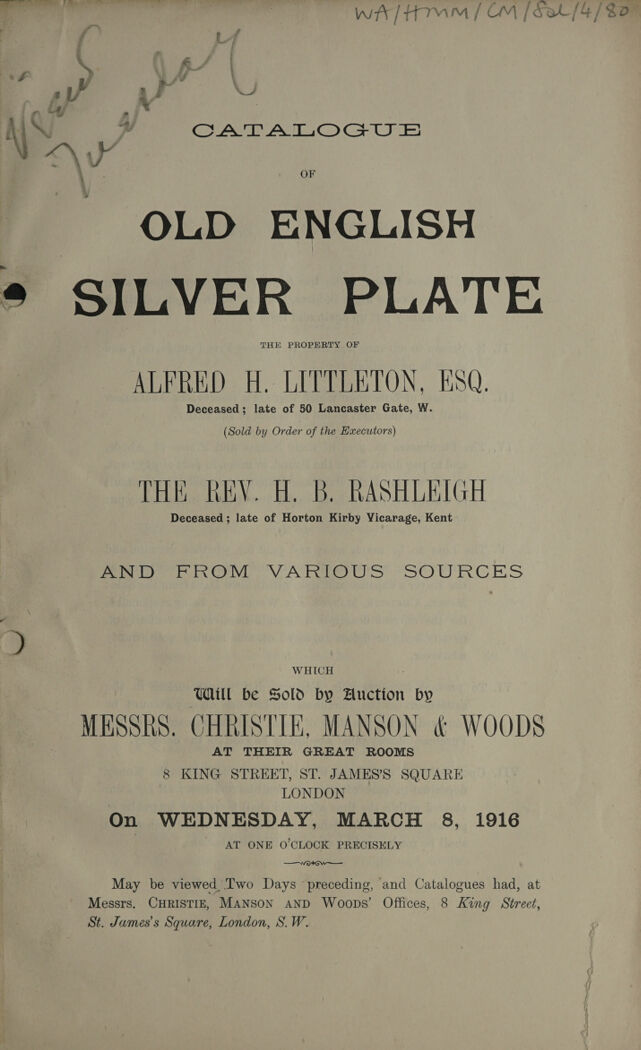 WA/HMM/CM/Sal/4/80
Tuesday
CATALOGUE
OF
OLD ENGLISH
SILVER PLATE
THE PROPERTY OF
ALFRED H. LITTLETON, ESQ.
Deceased; late of 50 Lancaster Gate, W.
(Sold by Order of the Executors)
THE REV. H. B. RASHLEIGH
Deceased; late of Horton Kirby Vicarage, Kent
AND FROM VARIOUS SOURCES
WHICH
Will be Sold by Auction by
MESSRS. CHRISTIE, MANSON & WOODS
AT THEIR GREAT ROOMS
8 KING STREET, ST. JAMES'S SQUARE
LONDON
On WEDNESDAY, MARCH 8, 1916
AT ONE O'CLOCK PRECISELY
May be viewed Two Days preceding, and Catalogues had, at
Messrs. CHRISTIE, MANSON AND WOODS' Offices, 8 King Street,
St. James's Square, London, S.W.